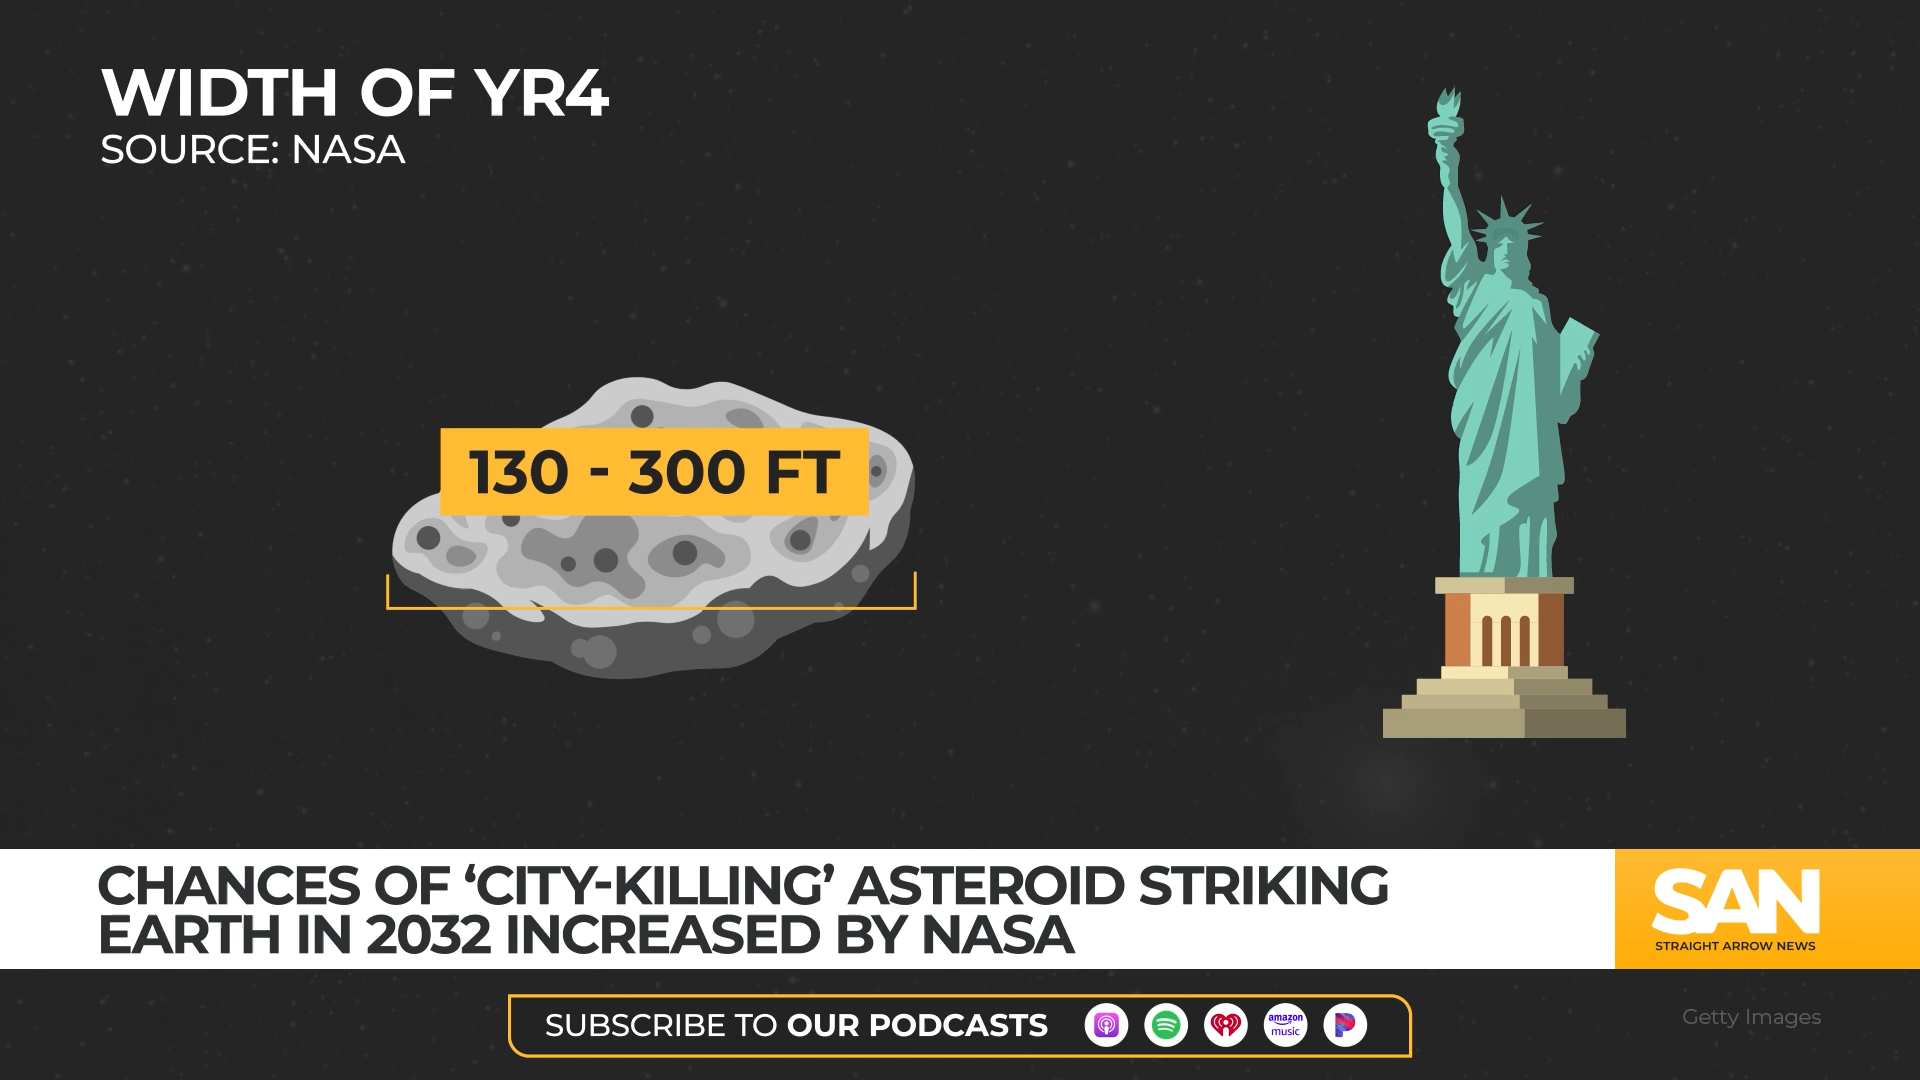 WIDTH OF YR4
SOURCE: NASA
130 - 300 FT
CHANCES OF ‘CITY-KILLING’ ASTEROID STRIKING
EARTH IN 2032 INCREASED BY NASA
SAN
STRAIGHT ARROW NEWS
SUBSCRIBE TO OUR PODCASTS
amazon
music
Getty Images